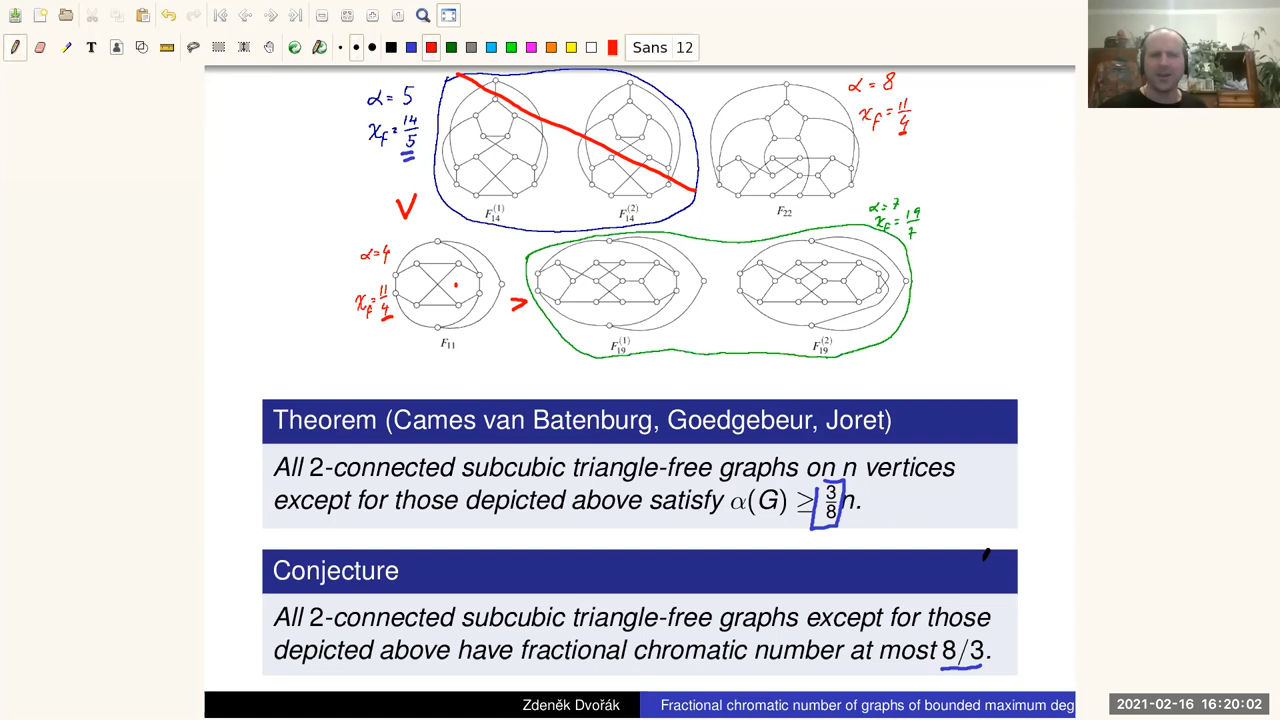 Sans 12
α = 5
χf = 14/5
α = 8
χf = 11/4
F14(1)
F14(2)
F22
α = 7
χf = 19/7
α = 4
χf = 11/4
>
F11
F19(1)
F19(2)
Theorem (Cames van Batenburg, Goedgebeur, Joret)
All 2-connected subcubic triangle-free graphs on n vertices
except for those depicted above satisfy α(G) ≥ 3/8 n.
Conjecture
All 2-connected subcubic triangle-free graphs except for those
depicted above have fractional chromatic number at most 8/3.
Zdeněk Dvořák
Fractional chromatic number of graphs of bounded maximum deg
2021-02-16 16:20:02